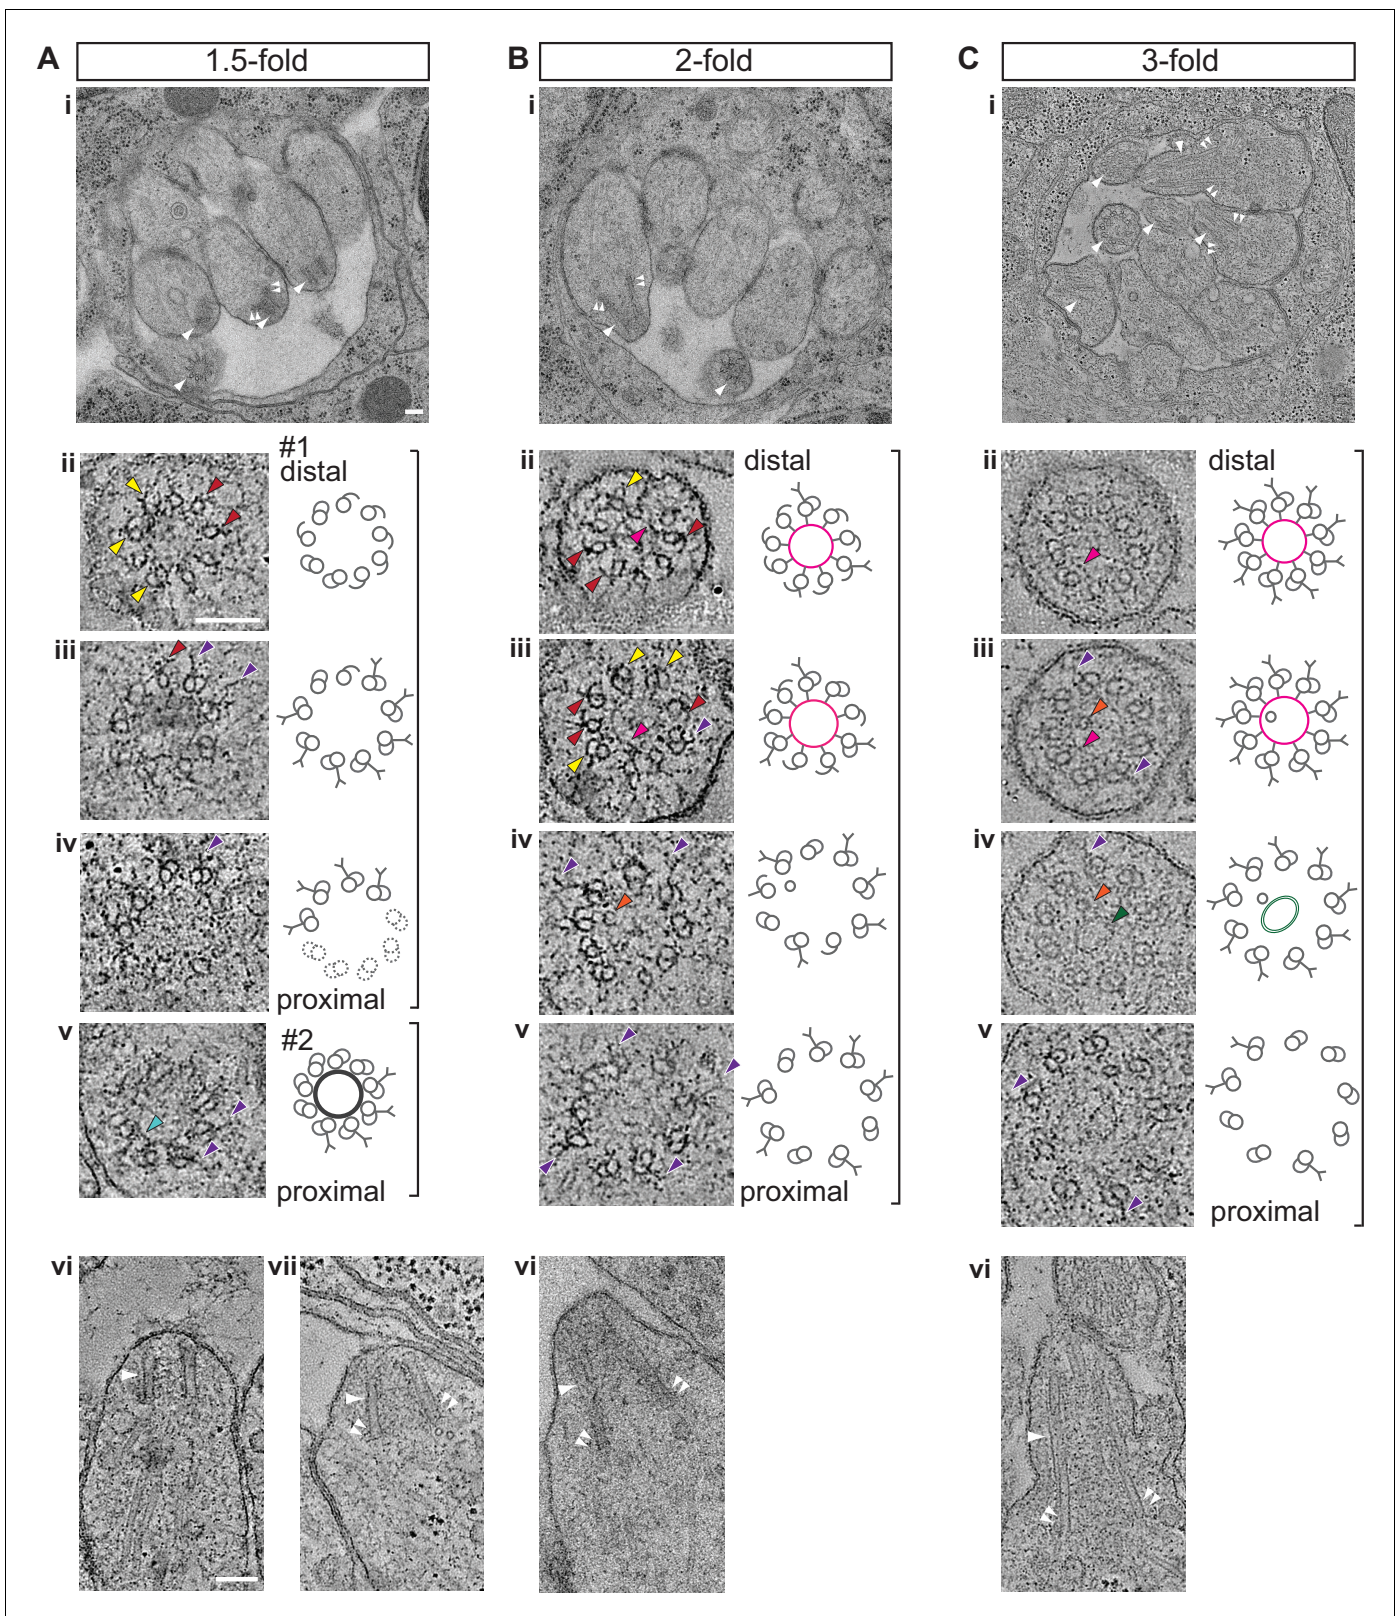 A 1.5-fold
B 2-fold
C 3-fold
i
i
i
ii
#1
distal
ii
distal
ii
distal
iii
iii
iii
iv
proximal
iv
iv
v
#2
proximal
v
proximal
v
proximal
vi
vii
vi
vi